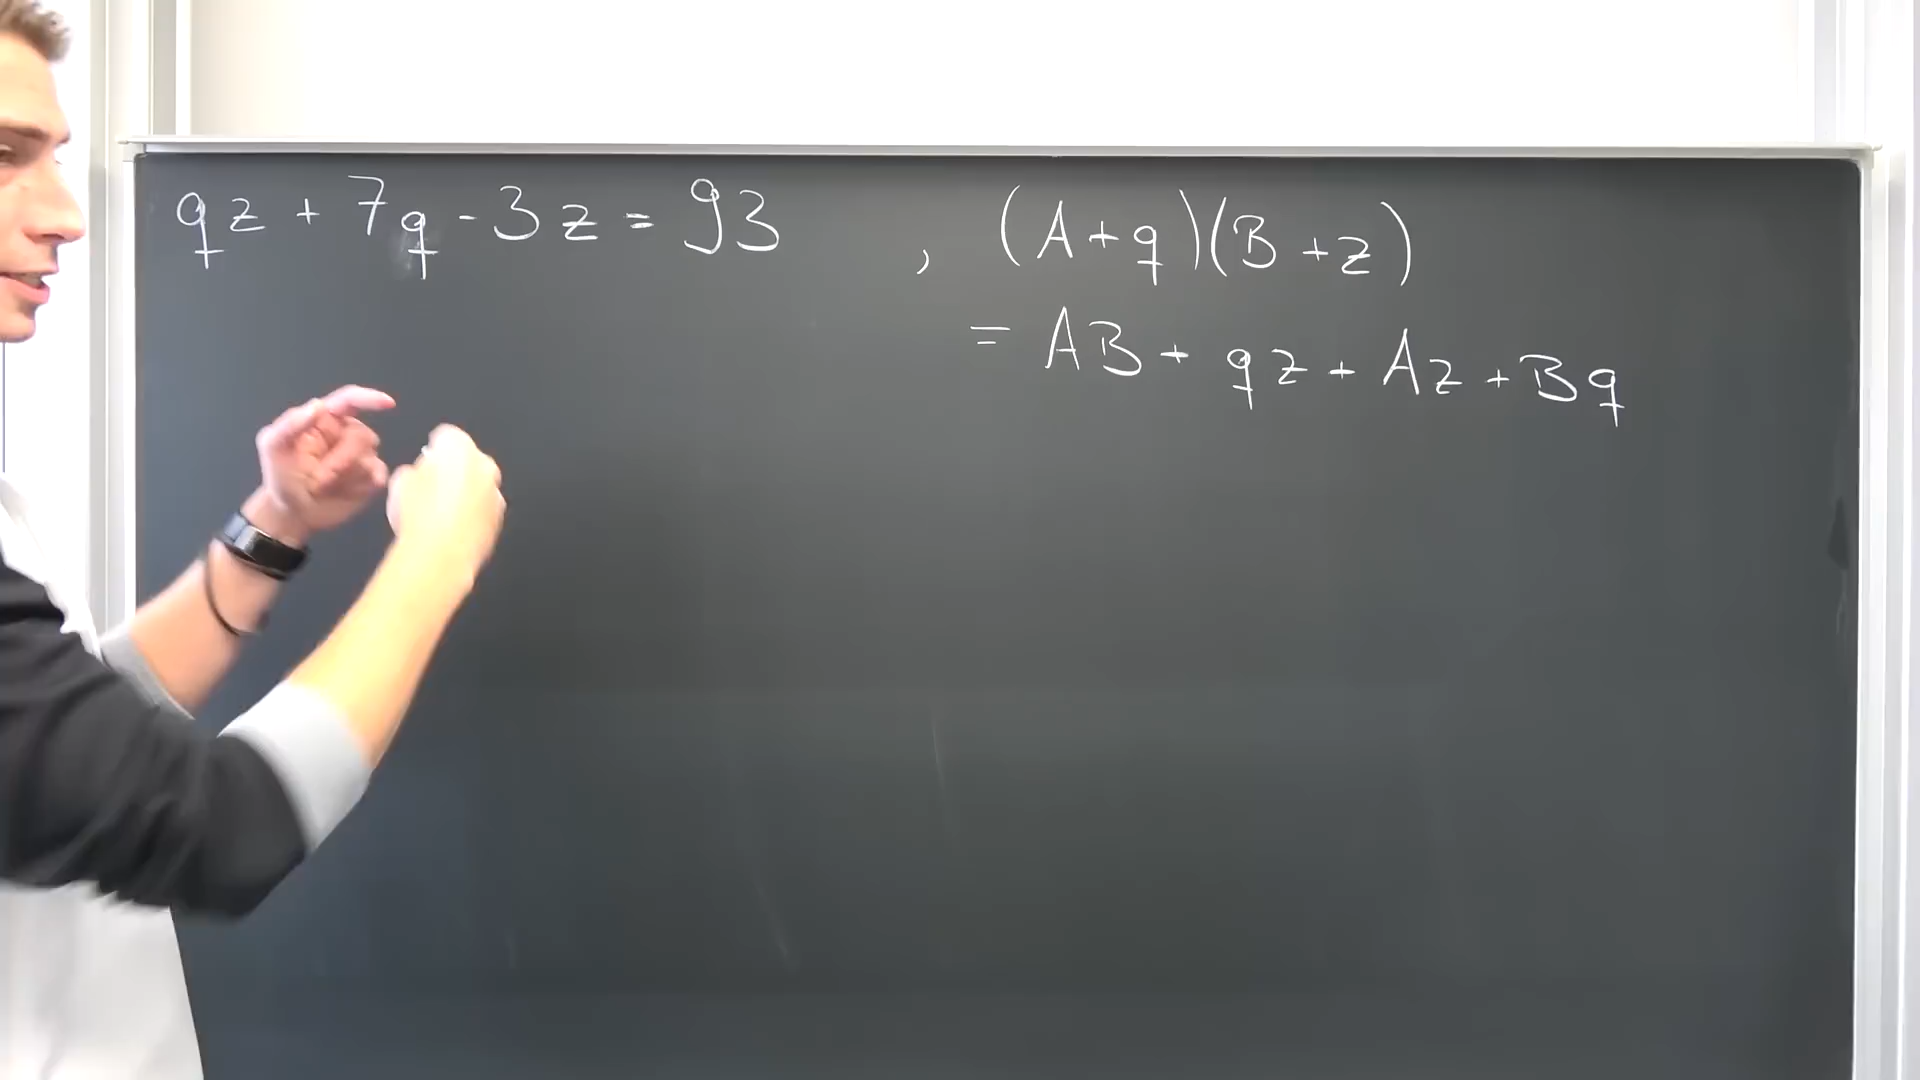 qz + 7q - 3z = 93 , (A+q)(B+z)
= AB + qz + Az + Bq